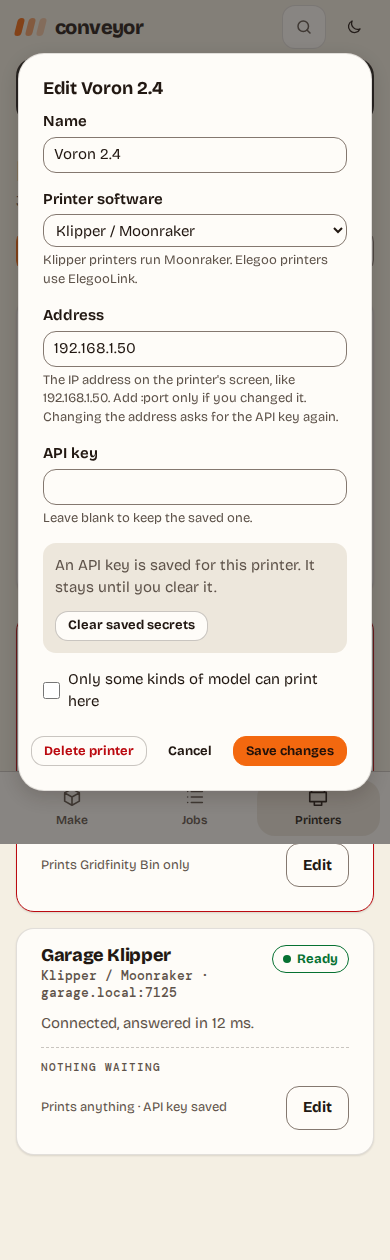 conveyor
Edit Voron 2.4
Name
Voron 2.4
Printer software
Klipper / Moonraker
Klipper printers run Moonraker. Elegoo printers
use ElegooLink.
Address
192.168.1.50
The IP address on the printer's screen, like
192.168.1.50. Add :port only if you changed it.
Changing the address asks for the API key again.
API key
Leave blank to keep the saved one.
An API key is saved for this printer. It
stays until you clear it.
Clear saved secrets
Only some kinds of model can print
here
Delete printer Cancel Save changes
Make Jobs Printers
Prints Gridfinity Bin only Edit
Garage Klipper Ready
Klipper / Moonraker ·
garage.local:7125
Connected, answered in 12 ms.
NOTHING WAITING
Prints anything · API key saved Edit